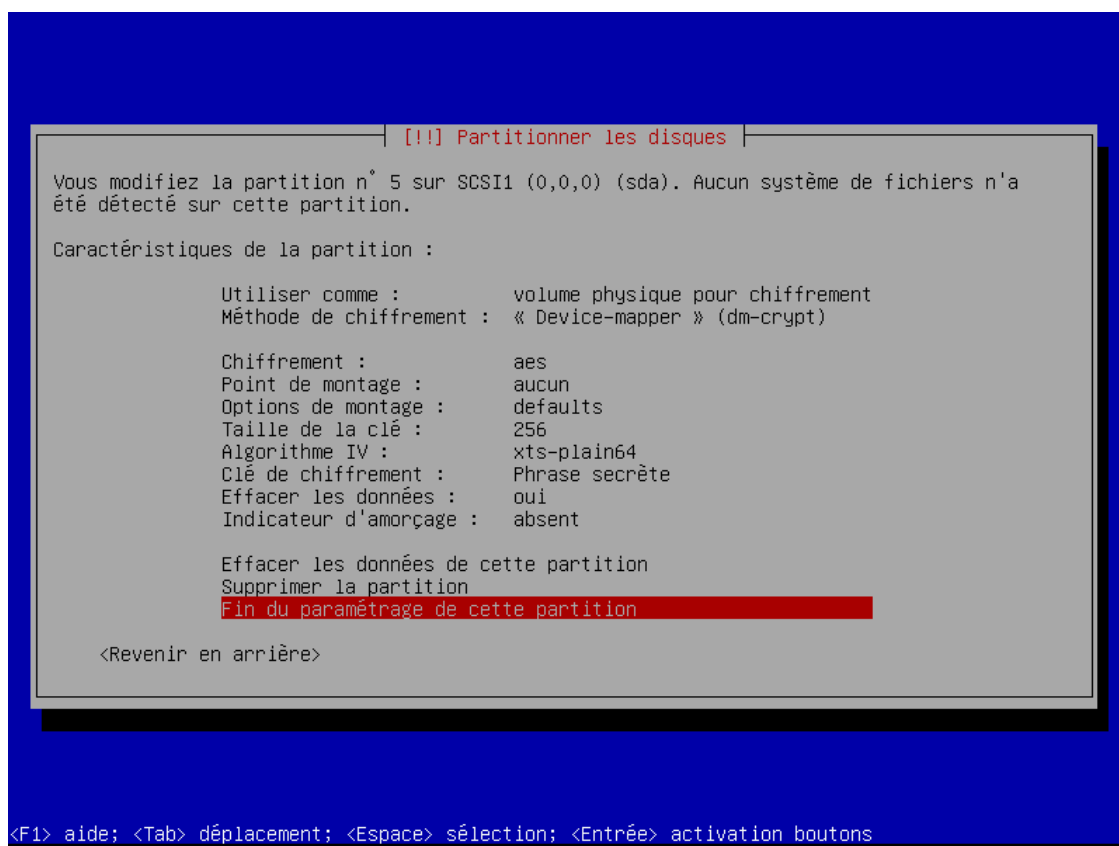 [!!] Partitionner les disques
Vous modifiez la partition n° 5 sur SCSI1 (0,0,0) (sda). Aucun système de fichiers n'a
été détecté sur cette partition.
Caractéristiques de la partition :
Utiliser comme : volume physique pour chiffrement
Méthode de chiffrement : « Device-mapper » (dm-crypt)
Chiffrement : aes
Point de montage : aucun
Options de montage : defaults
Taille de la clé : 256
Algorithme IV : xts-plain64
Clé de chiffrement : Phrase secrète
Effacer les données : oui
Indicateur d'amorçage : absent
Effacer les données de cette partition
Supprimer la partition
Fin du paramétrage de cette partition
<Revenir en arrière>
<F1> aide; <Tab> déplacement; <Espace> sélection; <Entrée> activation boutons